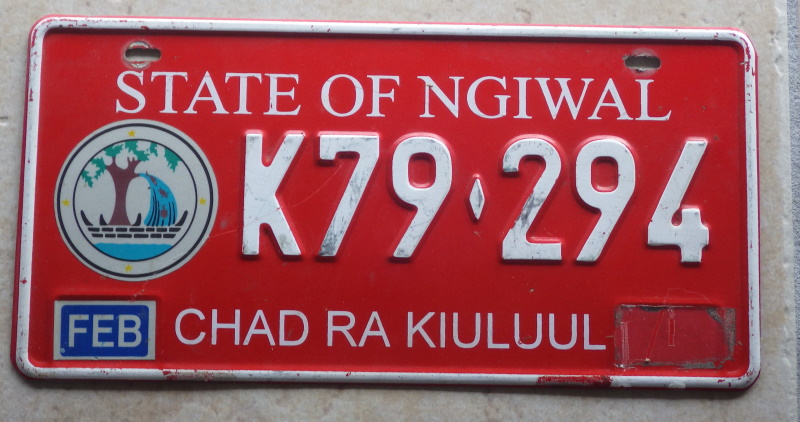 STATE OF NGIWAL
K79 294
FEB
CHAD RA KIULUUL